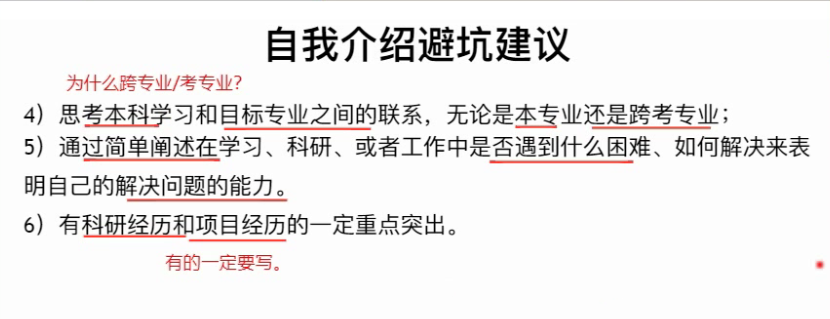 自我介绍避坑建议
为什么跨专业/考专业？
4）思考本科学习和目标专业之间的联系，无论是本专业还是跨考专业；
5）通过简单阐述在学习、科研、或者工作中是否遇到什么困难、如何解决来表
明自己的解决问题的能力。
6）有科研经历和项目经历的一定重点突出。
有的一定要写。